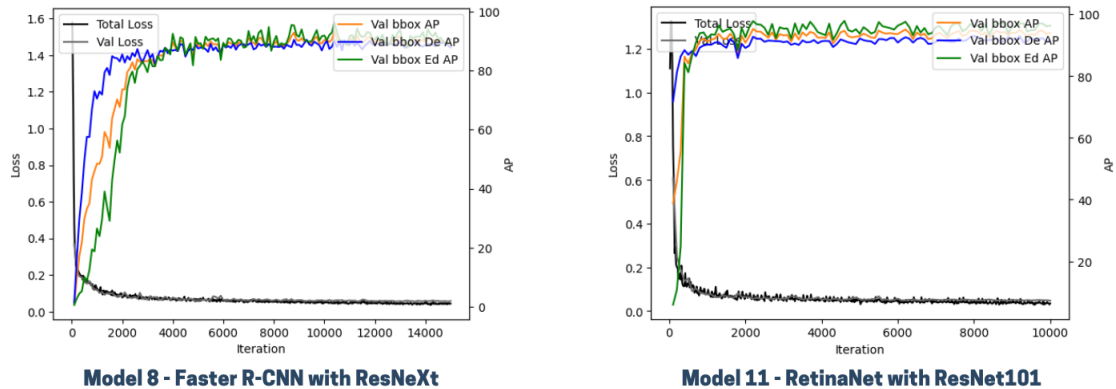 1.6
1.4
1.2
1.0
0.8
0.6
0.4
0.2
0.0
Loss
0 2000 4000 6000 8000 10000 12000 14000
Iteration
100
80
60
40
20
0
AP
Total Loss
Val Loss
Val bbox AP
Val bbox De AP
Val bbox Ed AP
Model 8 - Faster R-CNN with ResNeXt
1.2
1.0
0.8
0.6
0.4
0.2
0.0
Loss
0 2000 4000 6000 8000 10000
Iteration
100
80
60
40
20
AP
Total Loss
Val Loss
Val bbox AP
Val bbox De AP
Val bbox Ed AP
Model 11 - RetinaNet with ResNet101